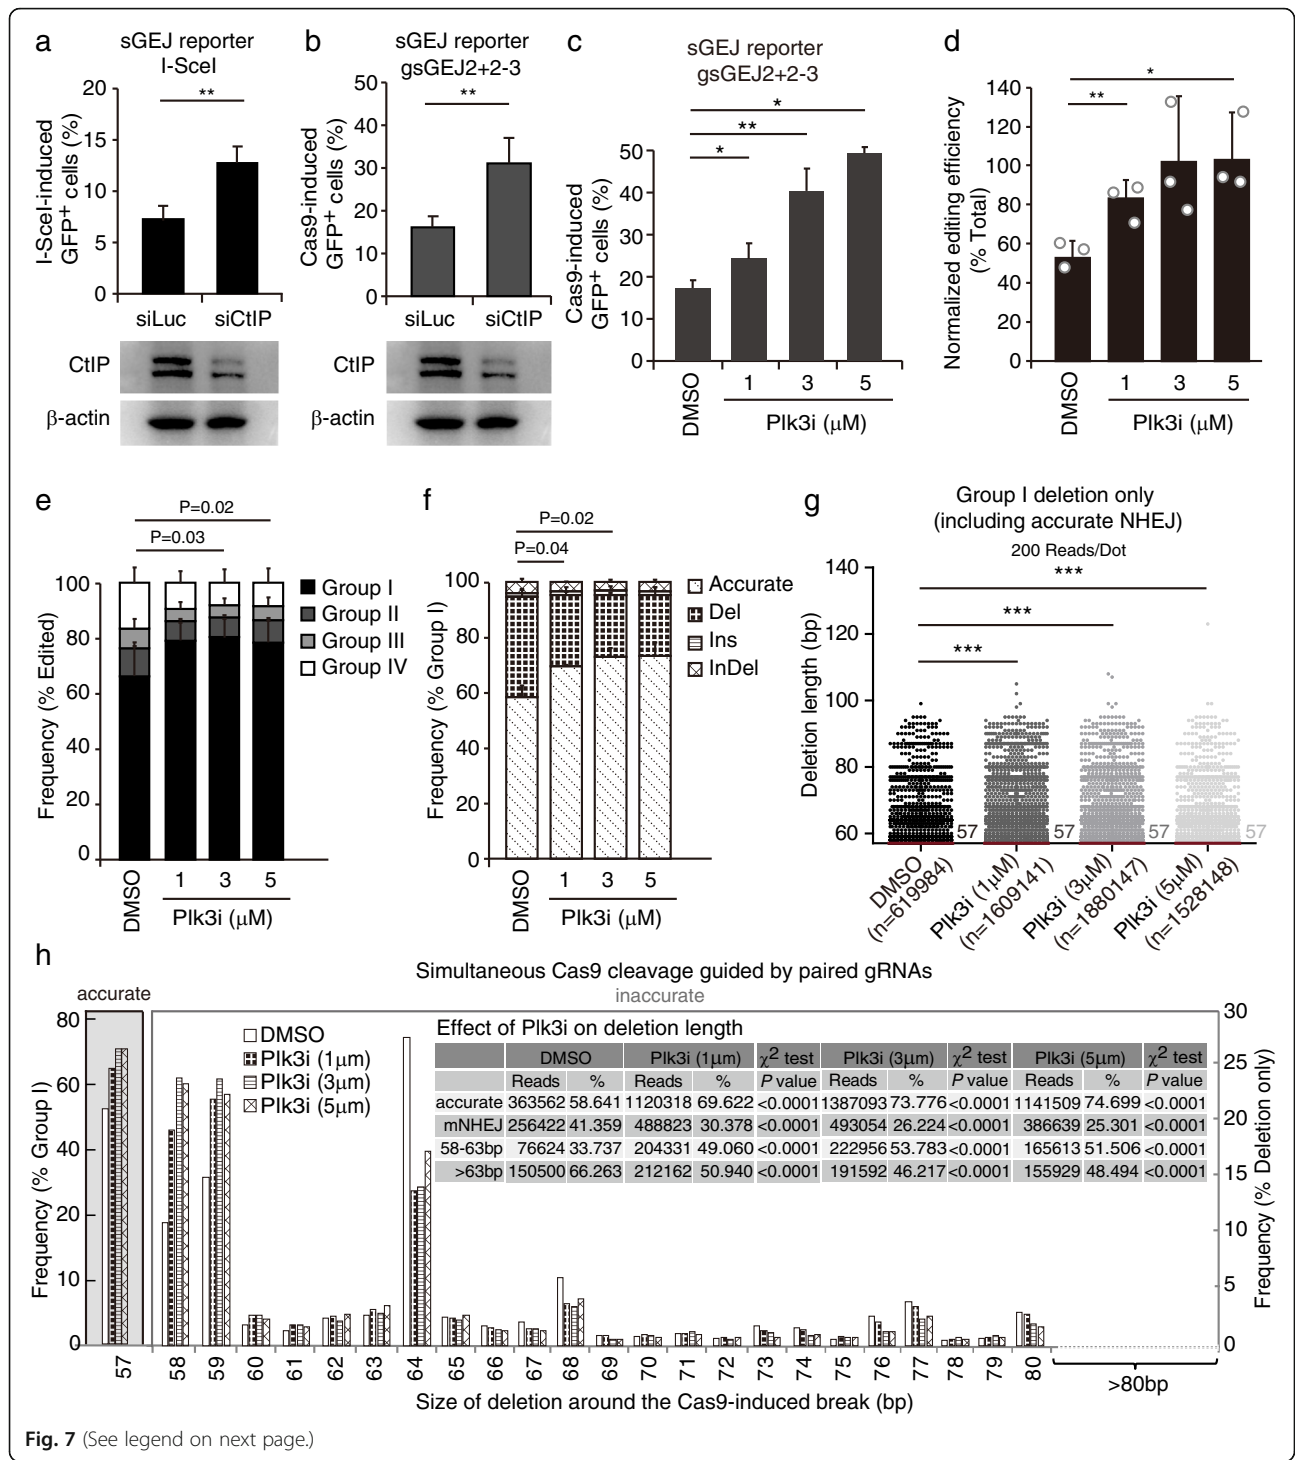 a
sGEJ reporter
I-SceI
**
I-SceI-induced
GFP+ cells (%)
20
15
10
5
0
siLuc siCtIP
CtIP
β-actin
b
sGEJ reporter
gsGEJ2+2-3
**
Cas9-induced
GFP+ cells (%)
50
40
30
20
10
0
siLuc siCtIP
CtIP
β-actin
c
sGEJ reporter
gsGEJ2+2-3
*
**
*
Cas9-induced
GFP+ cells (%)
50
40
30
20
10
0
DMSO
1 3 5
Plk3i (μM)
d
*
**
Normalized editing efficiency
(% Total)
140
120
100
80
60
40
20
0
DMSO
1 3 5
Plk3i (μM)
e
P=0.02
P=0.03
Frequency (% Edited)
100
80
60
40
20
0
Group I
Group II
Group III
Group IV
DMSO
1 3 5
Plk3i (μM)
f
P=0.02
P=0.04
Frequency (% Group I)
100
80
60
40
20
0
Accurate
Del
Ins
InDel
DMSO
1 3 5
Plk3i (μM)
g
Group I deletion only
(including accurate NHEJ)
200 Reads/Dot
***
***
***
Deletion length (bp)
140
120
100
80
60
57 57 57 57
DMSO
(n=619984)
Plk3i (1μM)
(n=1609141)
Plk3i (3μM)
(n=1880147)
Plk3i (5μM)
(n=1528148)
h
Simultaneous Cas9 cleavage guided by paired gRNAs
accurate
inaccurate
Frequency (% Group I)
80
60
40
20
10
0
DMSO
Plk3i (1μm)
Plk3i (3μm)
Plk3i (5μm)
Effect of Plk3i on deletion length
DMSO Plk3i (1μm) χ2 test Plk3i (3μm) χ2 test Plk3i (5μm) χ2 test
Reads % Reads % P value Reads % P value Reads % P value
accurate 363562 58.641 1120318 69.622 <0.0001 1387093 73.776 <0.0001 1141509 74.699 <0.0001
mNHEJ 256422 41.359 488823 30.378 <0.0001 493054 26.224 <0.0001 386639 25.301 <0.0001
58-63bp 76624 33.737 204331 49.060 <0.0001 222956 53.783 <0.0001 165613 51.506 <0.0001
>63bp 150500 66.263 212162 50.940 <0.0001 191592 46.217 <0.0001 155929 48.494 <0.0001
30
25
20
15
10
5
0
Frequency (% Deletion only)
57 58 59 60 61 62 63 64 65 66 67 68 69 70 71 72 73 74 75 76 77 78 79 80
>80bp
Size of deletion around the Cas9-induced break (bp)
Fig. 7 (See legend on next page.)